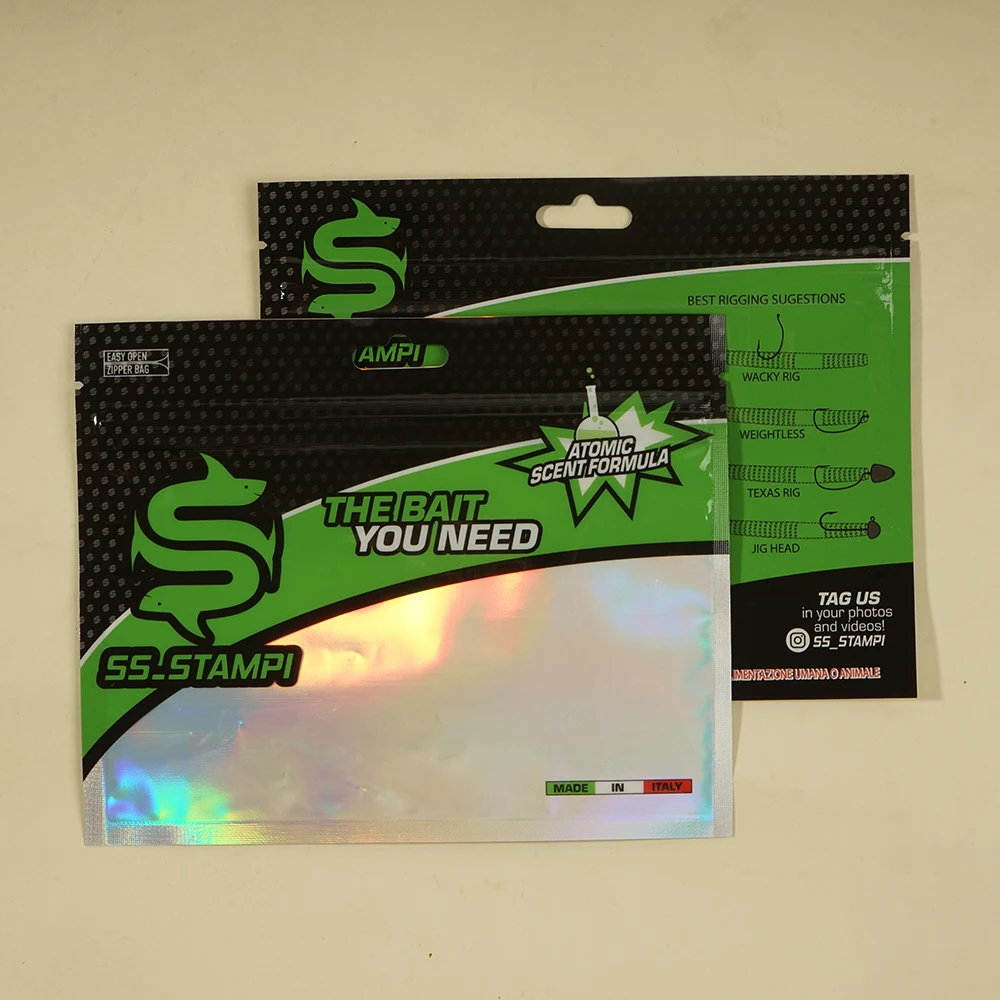 EASY OPEN
ZIPPER BAG
AMPI
ATOMIC
SCENT FORMULA
THE BAIT
YOU NEED
SS_STAMPI
MADE IN ITALY
BEST RIGGING SUGESTIONS
WACKY RIG
WEIGHTLESS
TEXAS RIG
JIG HEAD
TAG US
in your photos
and videos!
SS_STAMPI
IMENTAZIONE UMANA O ANIMALE